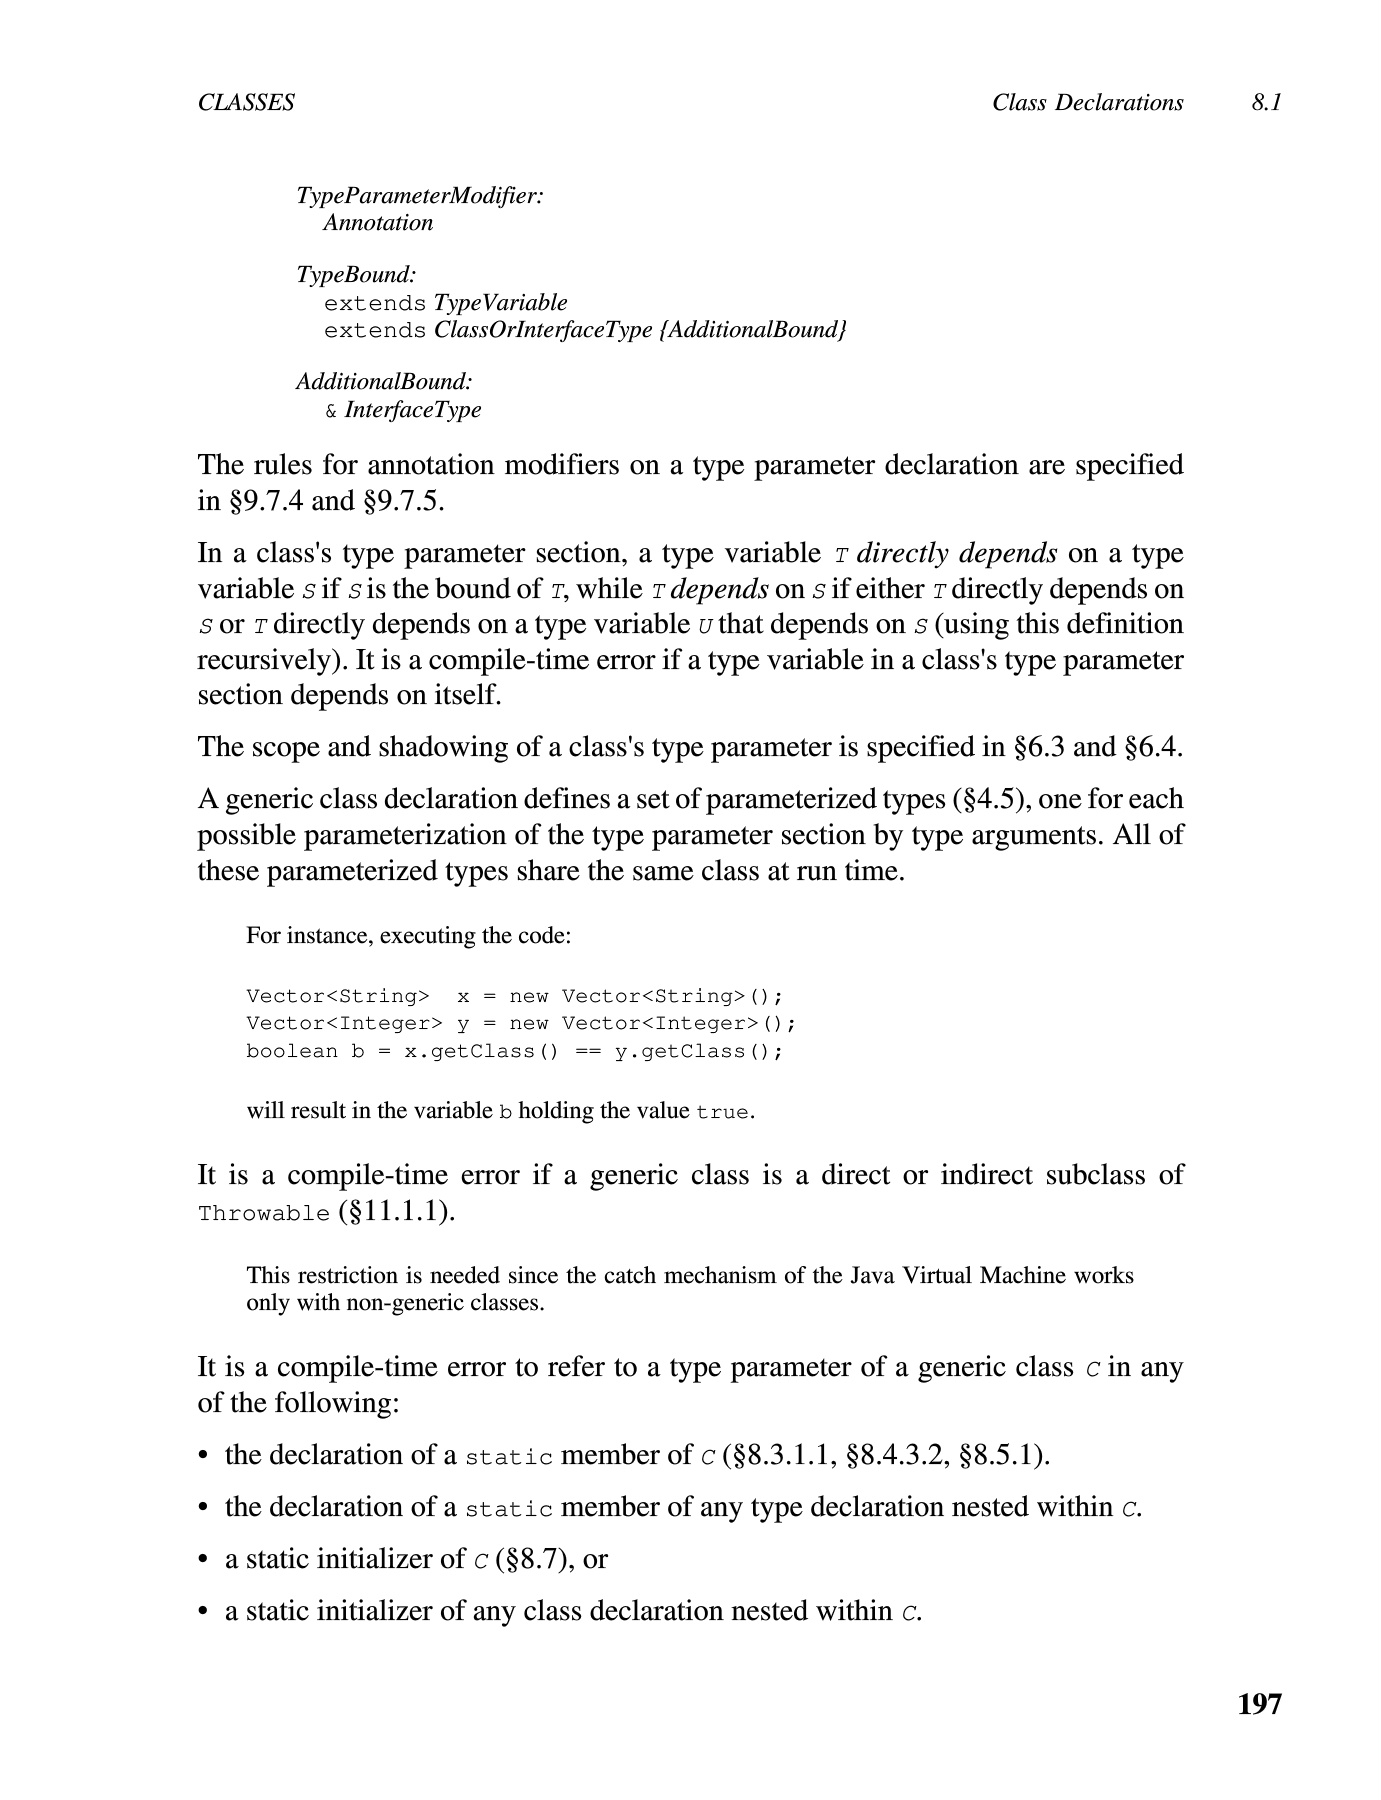 CLASSES Class Declarations 8.1
TypeParameterModifier:
Annotation
TypeBound:
extends TypeVariable
extends ClassOrInterfaceType {AdditionalBound}
AdditionalBound:
& InterfaceType
The rules for annotation modifiers on a type parameter declaration are specified
in §9.7.4 and §9.7.5.
In a class's type parameter section, a type variable T directly depends on a type
variable S if S is the bound of T, while T depends on S if either T directly depends on
S or T directly depends on a type variable U that depends on S (using this definition
recursively). It is a compile-time error if a type variable in a class's type parameter
section depends on itself.
The scope and shadowing of a class's type parameter is specified in §6.3 and §6.4.
A generic class declaration defines a set of parameterized types (§4.5), one for each
possible parameterization of the type parameter section by type arguments. All of
these parameterized types share the same class at run time.
For instance, executing the code:
Vector<String>  x = new Vector<String>();
Vector<Integer> y = new Vector<Integer>();
boolean b = x.getClass() == y.getClass();
will result in the variable b holding the value true.
It is a compile-time error if a generic class is a direct or indirect subclass of
Throwable (§11.1.1).
This restriction is needed since the catch mechanism of the Java Virtual Machine works
only with non-generic classes.
It is a compile-time error to refer to a type parameter of a generic class C in any
of the following:
• the declaration of a static member of C (§8.3.1.1, §8.4.3.2, §8.5.1).
• the declaration of a static member of any type declaration nested within C.
• a static initializer of C (§8.7), or
• a static initializer of any class declaration nested within C.
197